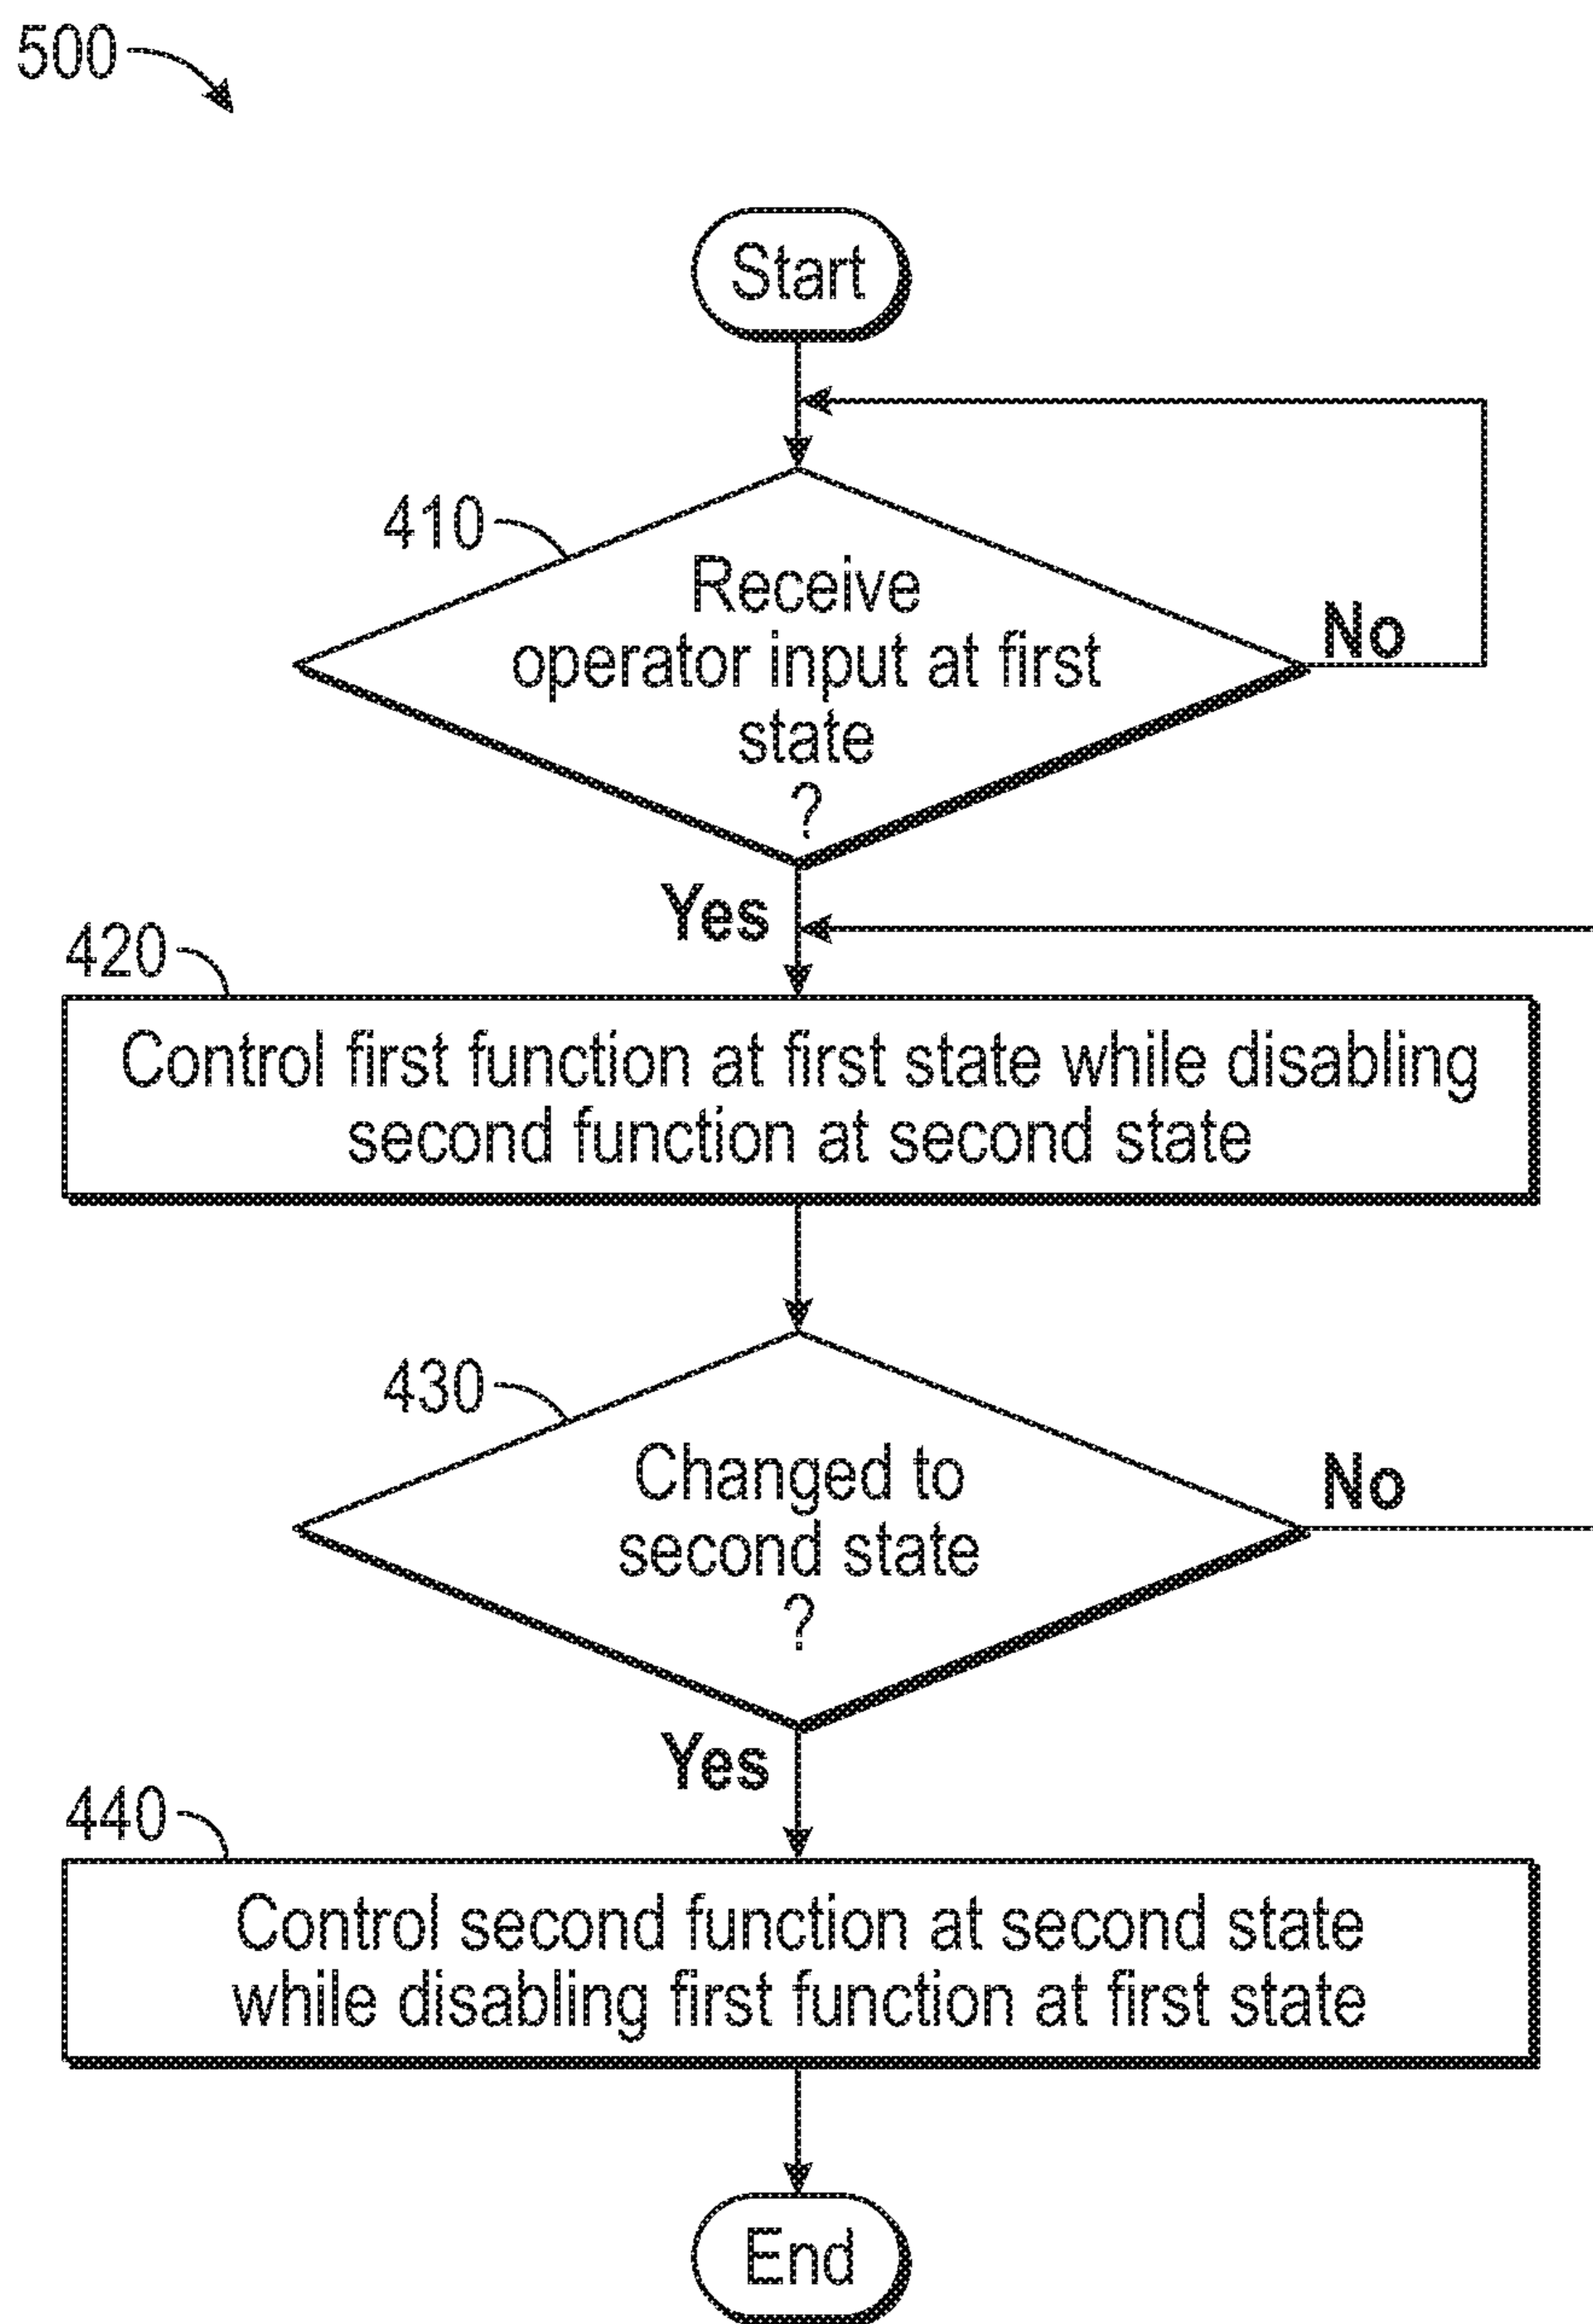 500
Start
410
Receive
operator input at first
state
?
No
Yes
420
Control first function at first state while disabling
second function at second state
430
Changed to
second state
?
No
Yes
440
Control second function at second state
while disabling first function at first state
End